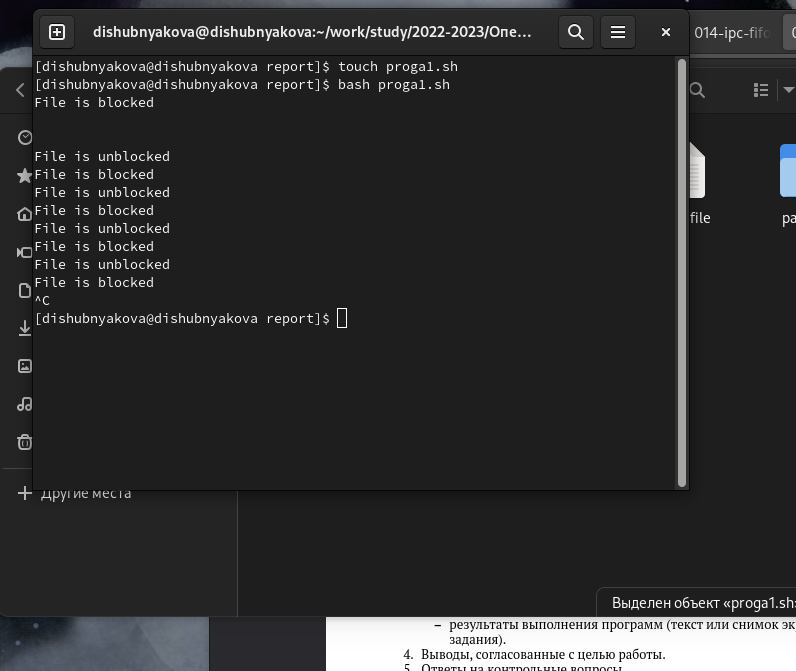 dishubnyakova@dishubnyakova:~/work/study/2022-2023/Опе...
014-ipc-fifo
[dishubnyakova@dishubnyakova report]$ touch proga1.sh
[dishubnyakova@dishubnyakova report]$ bash proga1.sh
File is blocked
File is unblocked
File is blocked
File is unblocked
File is blocked
File is unblocked
File is blocked
File is unblocked
File is blocked
^C
[dishubnyakova@dishubnyakova report]$
file
pa
Другие места
Выделен объект «proga1.sh»
– результаты выполнения программ (текст или снимок эк
задания).
4. Выводы, согласованные с целью работы.
5. Ответы на контрольные вопросы.